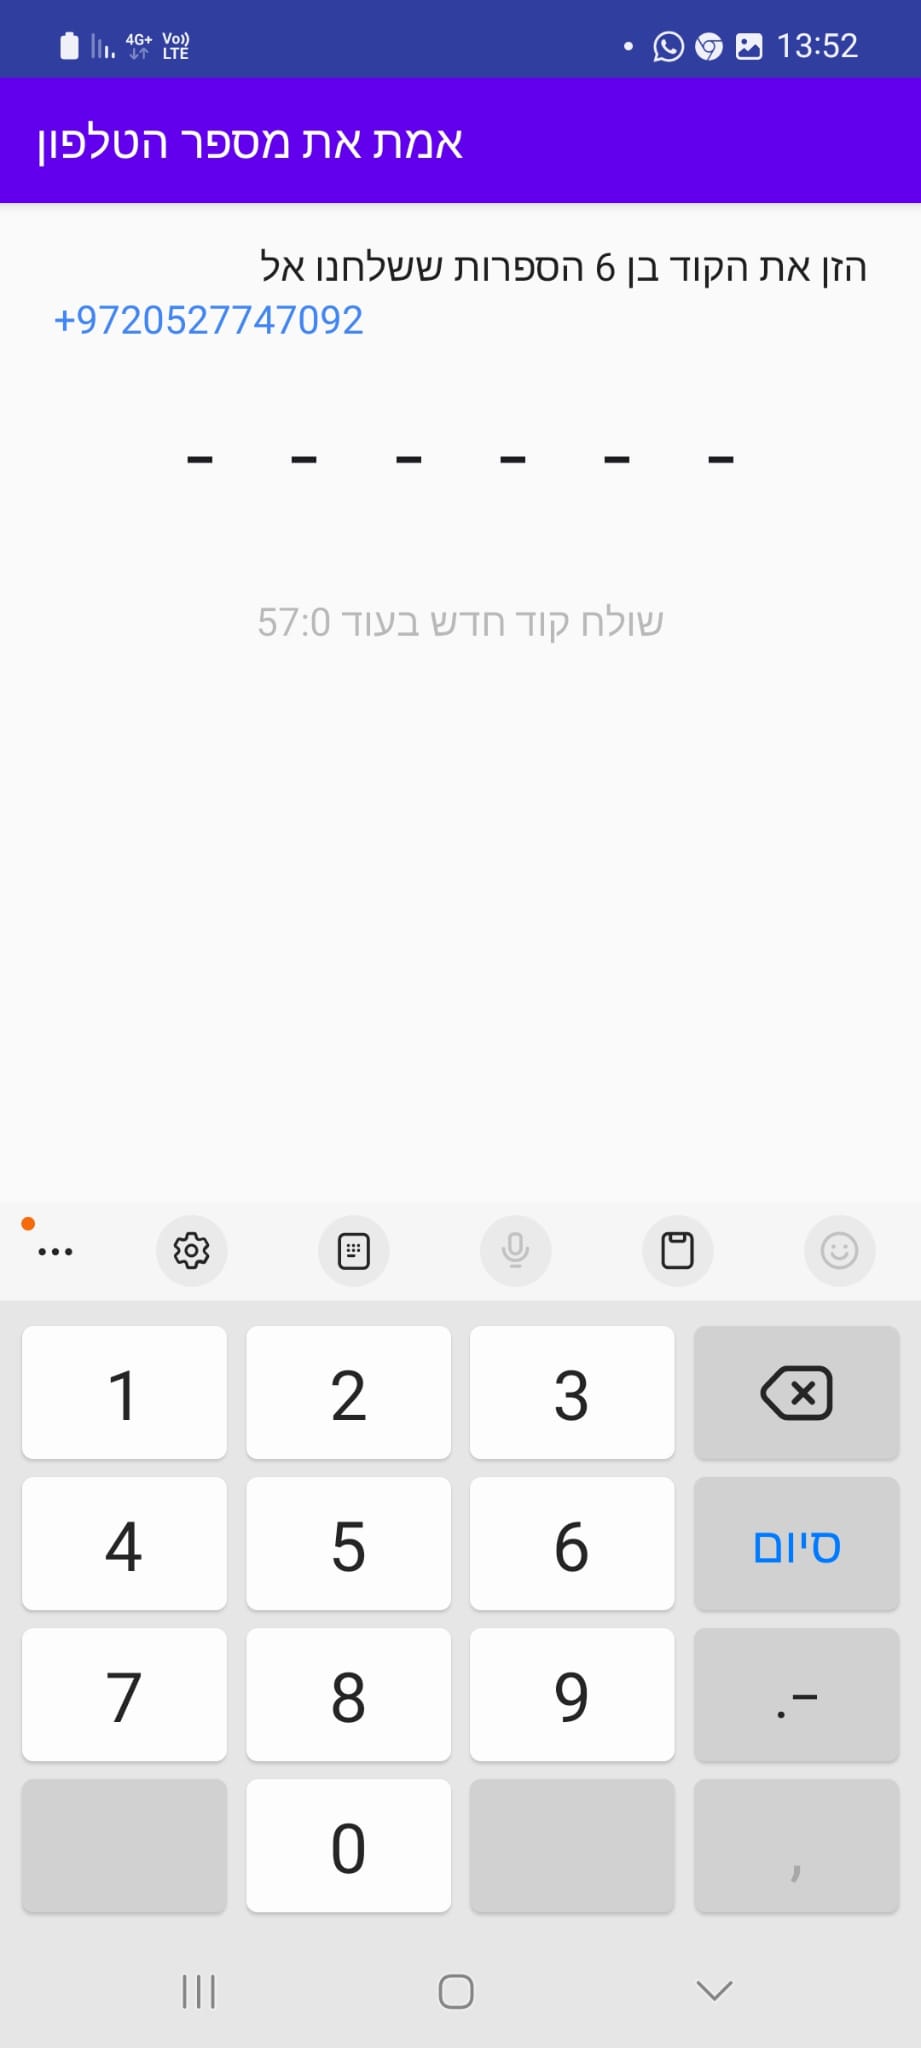 4G+ Vo)) LTE 13:52
אמת את מספר הטלפון
הזן את הקוד בן 6 הספרות ששלחנו אל
+9720527747092
- - - - - -
שולח קוד חדש בעוד 57:0
1 2 3
4 5 6 סיום
7 8 9 .-
0 ,